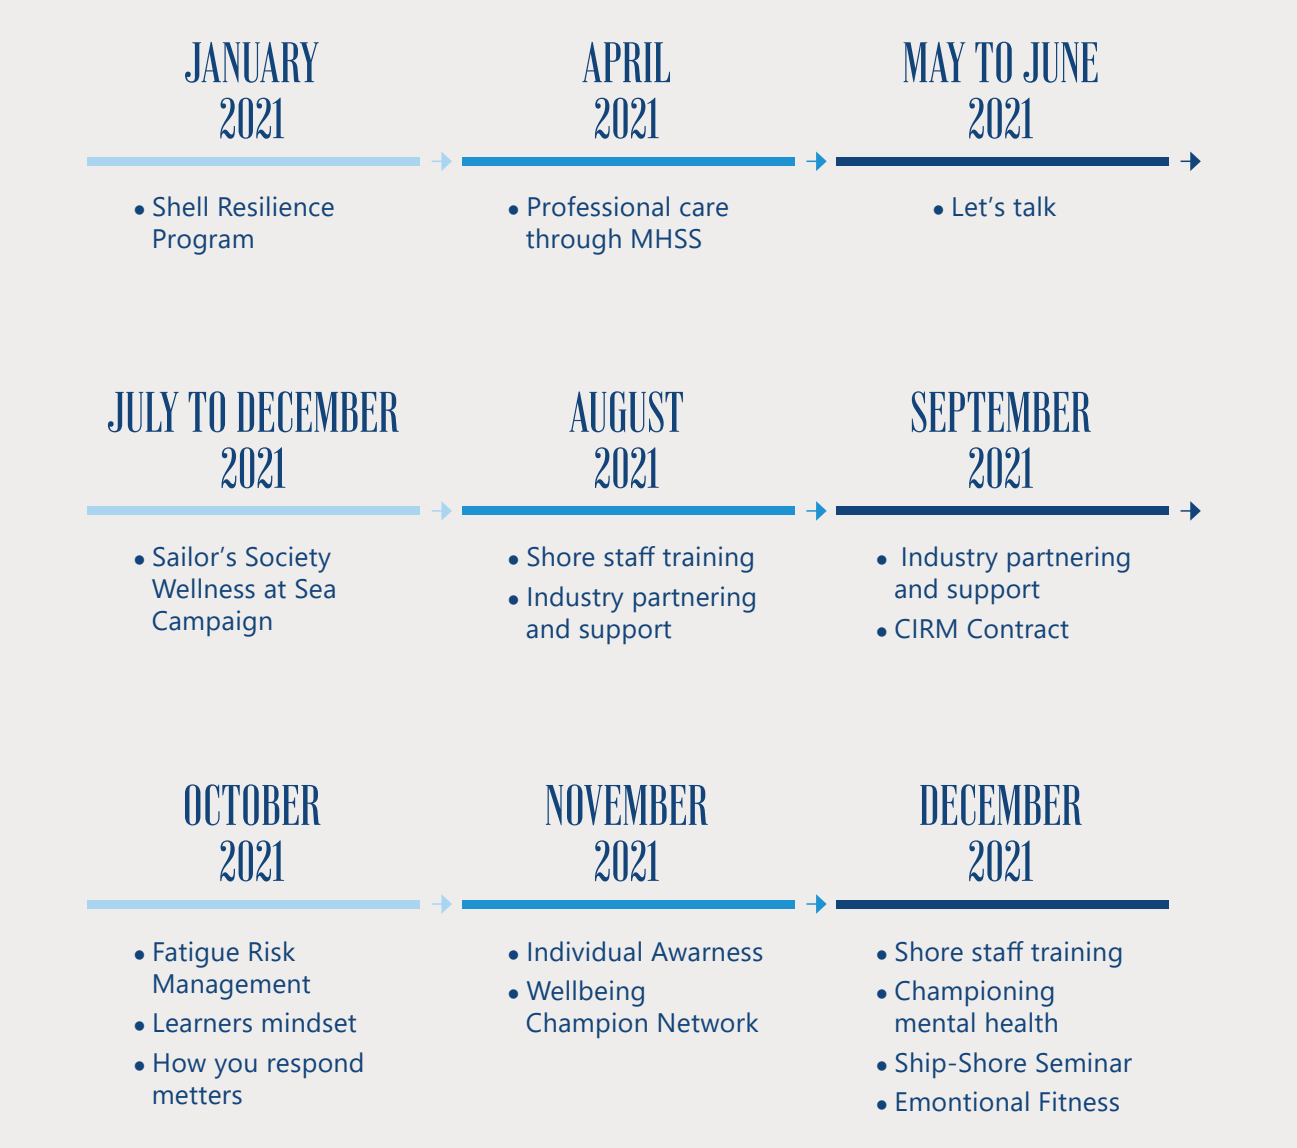 JANUARY
2021
• Shell Resilience
Program
APRIL
2021
• Professional care
through MHSS
MAY TO JUNE
2021
• Let’s talk
JULY TO DECEMBER
2021
• Sailor’s Society
Wellness at Sea
Campaign
AUGUST
2021
• Shore staff training
• Industry partnering
and support
SEPTEMBER
2021
• Industry partnering
and support
• CIRM Contract
OCTOBER
2021
• Fatigue Risk
Management
• Learners mindset
• How you respond
metters
NOVEMBER
2021
• Individual Awarness
• Wellbeing
Champion Network
DECEMBER
2021
• Shore staff training
• Championing
mental health
• Ship-Shore Seminar
• Emontional Fitness